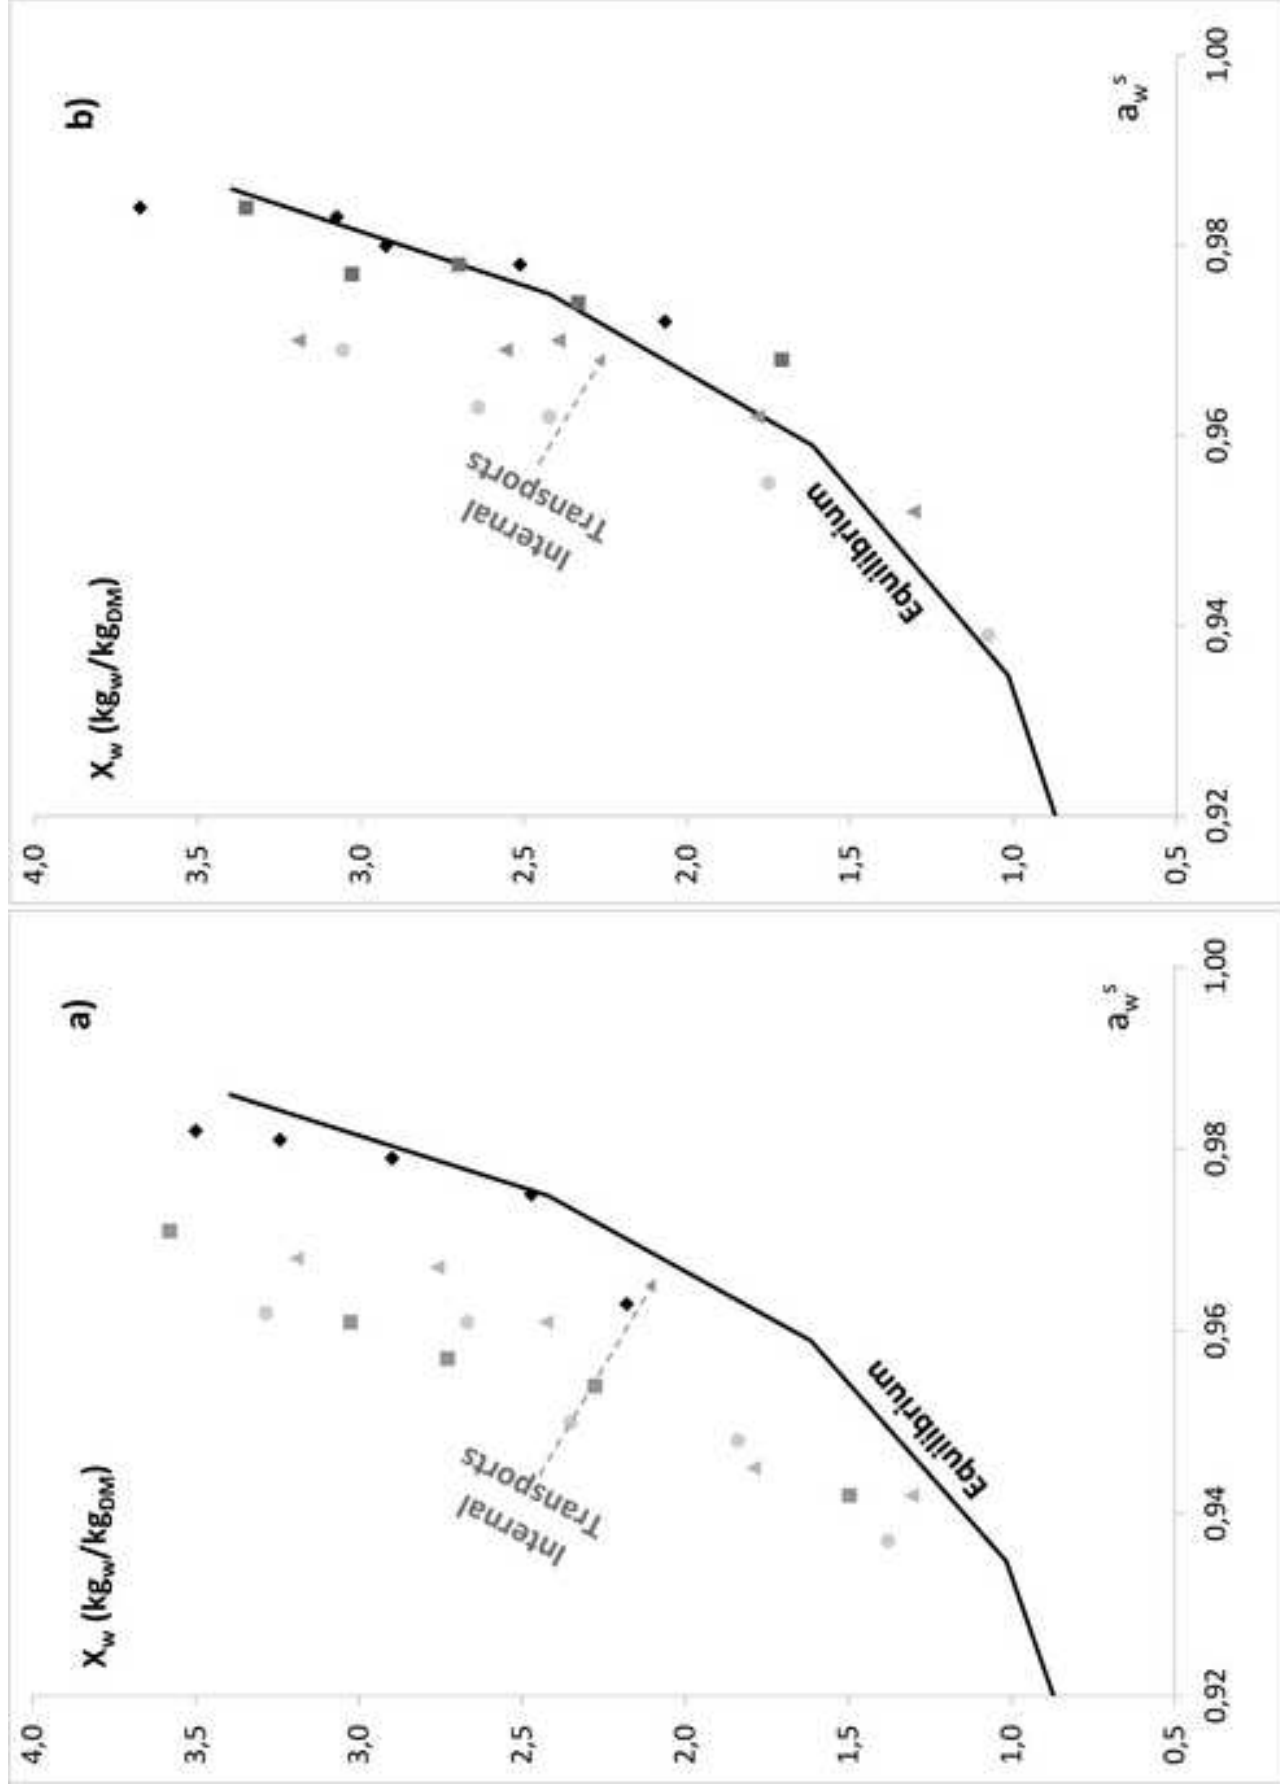 a)
X_w (kg_w/kg_DM)
4,0
3,5
3,0
2,5
2,0
1,5
1,0
0,5
0,92
0,94
0,96
0,98
1,00
a_w^s
Internal
Transports
Equilibrium
b)
X_w (kg_w/kg_DM)
4,0
3,5
3,0
2,5
2,0
1,5
1,0
0,5
0,92
0,94
0,96
0,98
1,00
a_w^s
Internal
Transports
Equilibrium